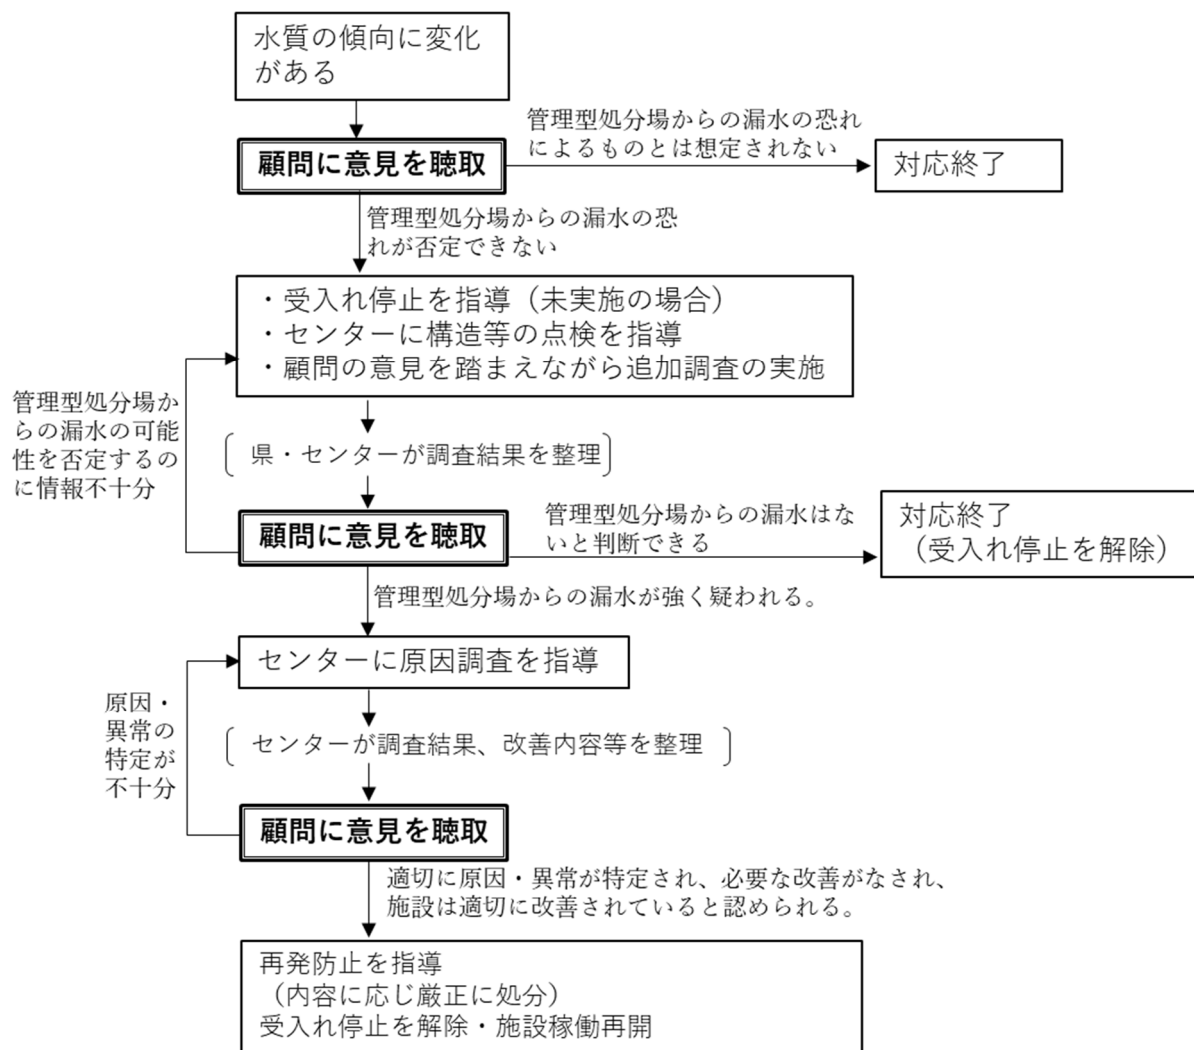 水質の傾向に変化
がある
管理型処分場からの漏水の恐れ
によるものとは想定されない
顧問に意見を聴取
対応終了
管理型処分場からの漏水の恐
れが否定できない
・受入れ停止を指導（未実施の場合）
・センターに構造等の点検を指導
・顧問の意見を踏まえながら追加調査の実施
管理型処分場か
らの漏水の可能
性を否定するの
に情報不十分
県・センターが調査結果を整理
顧問に意見を聴取
管理型処分場からの漏水はな
いと判断できる
対応終了
（受入れ停止を解除）
管理型処分場からの漏水が強く疑われる。
センターに原因調査を指導
原因・
異常の
特定が
不十分
センターが調査結果、改善内容等を整理
顧問に意見を聴取
適切に原因・異常が特定され、必要な改善がなされ、
施設は適切に改善されていると認められる。
再発防止を指導
（内容に応じ厳正に処分）
受入れ停止を解除・施設稼働再開